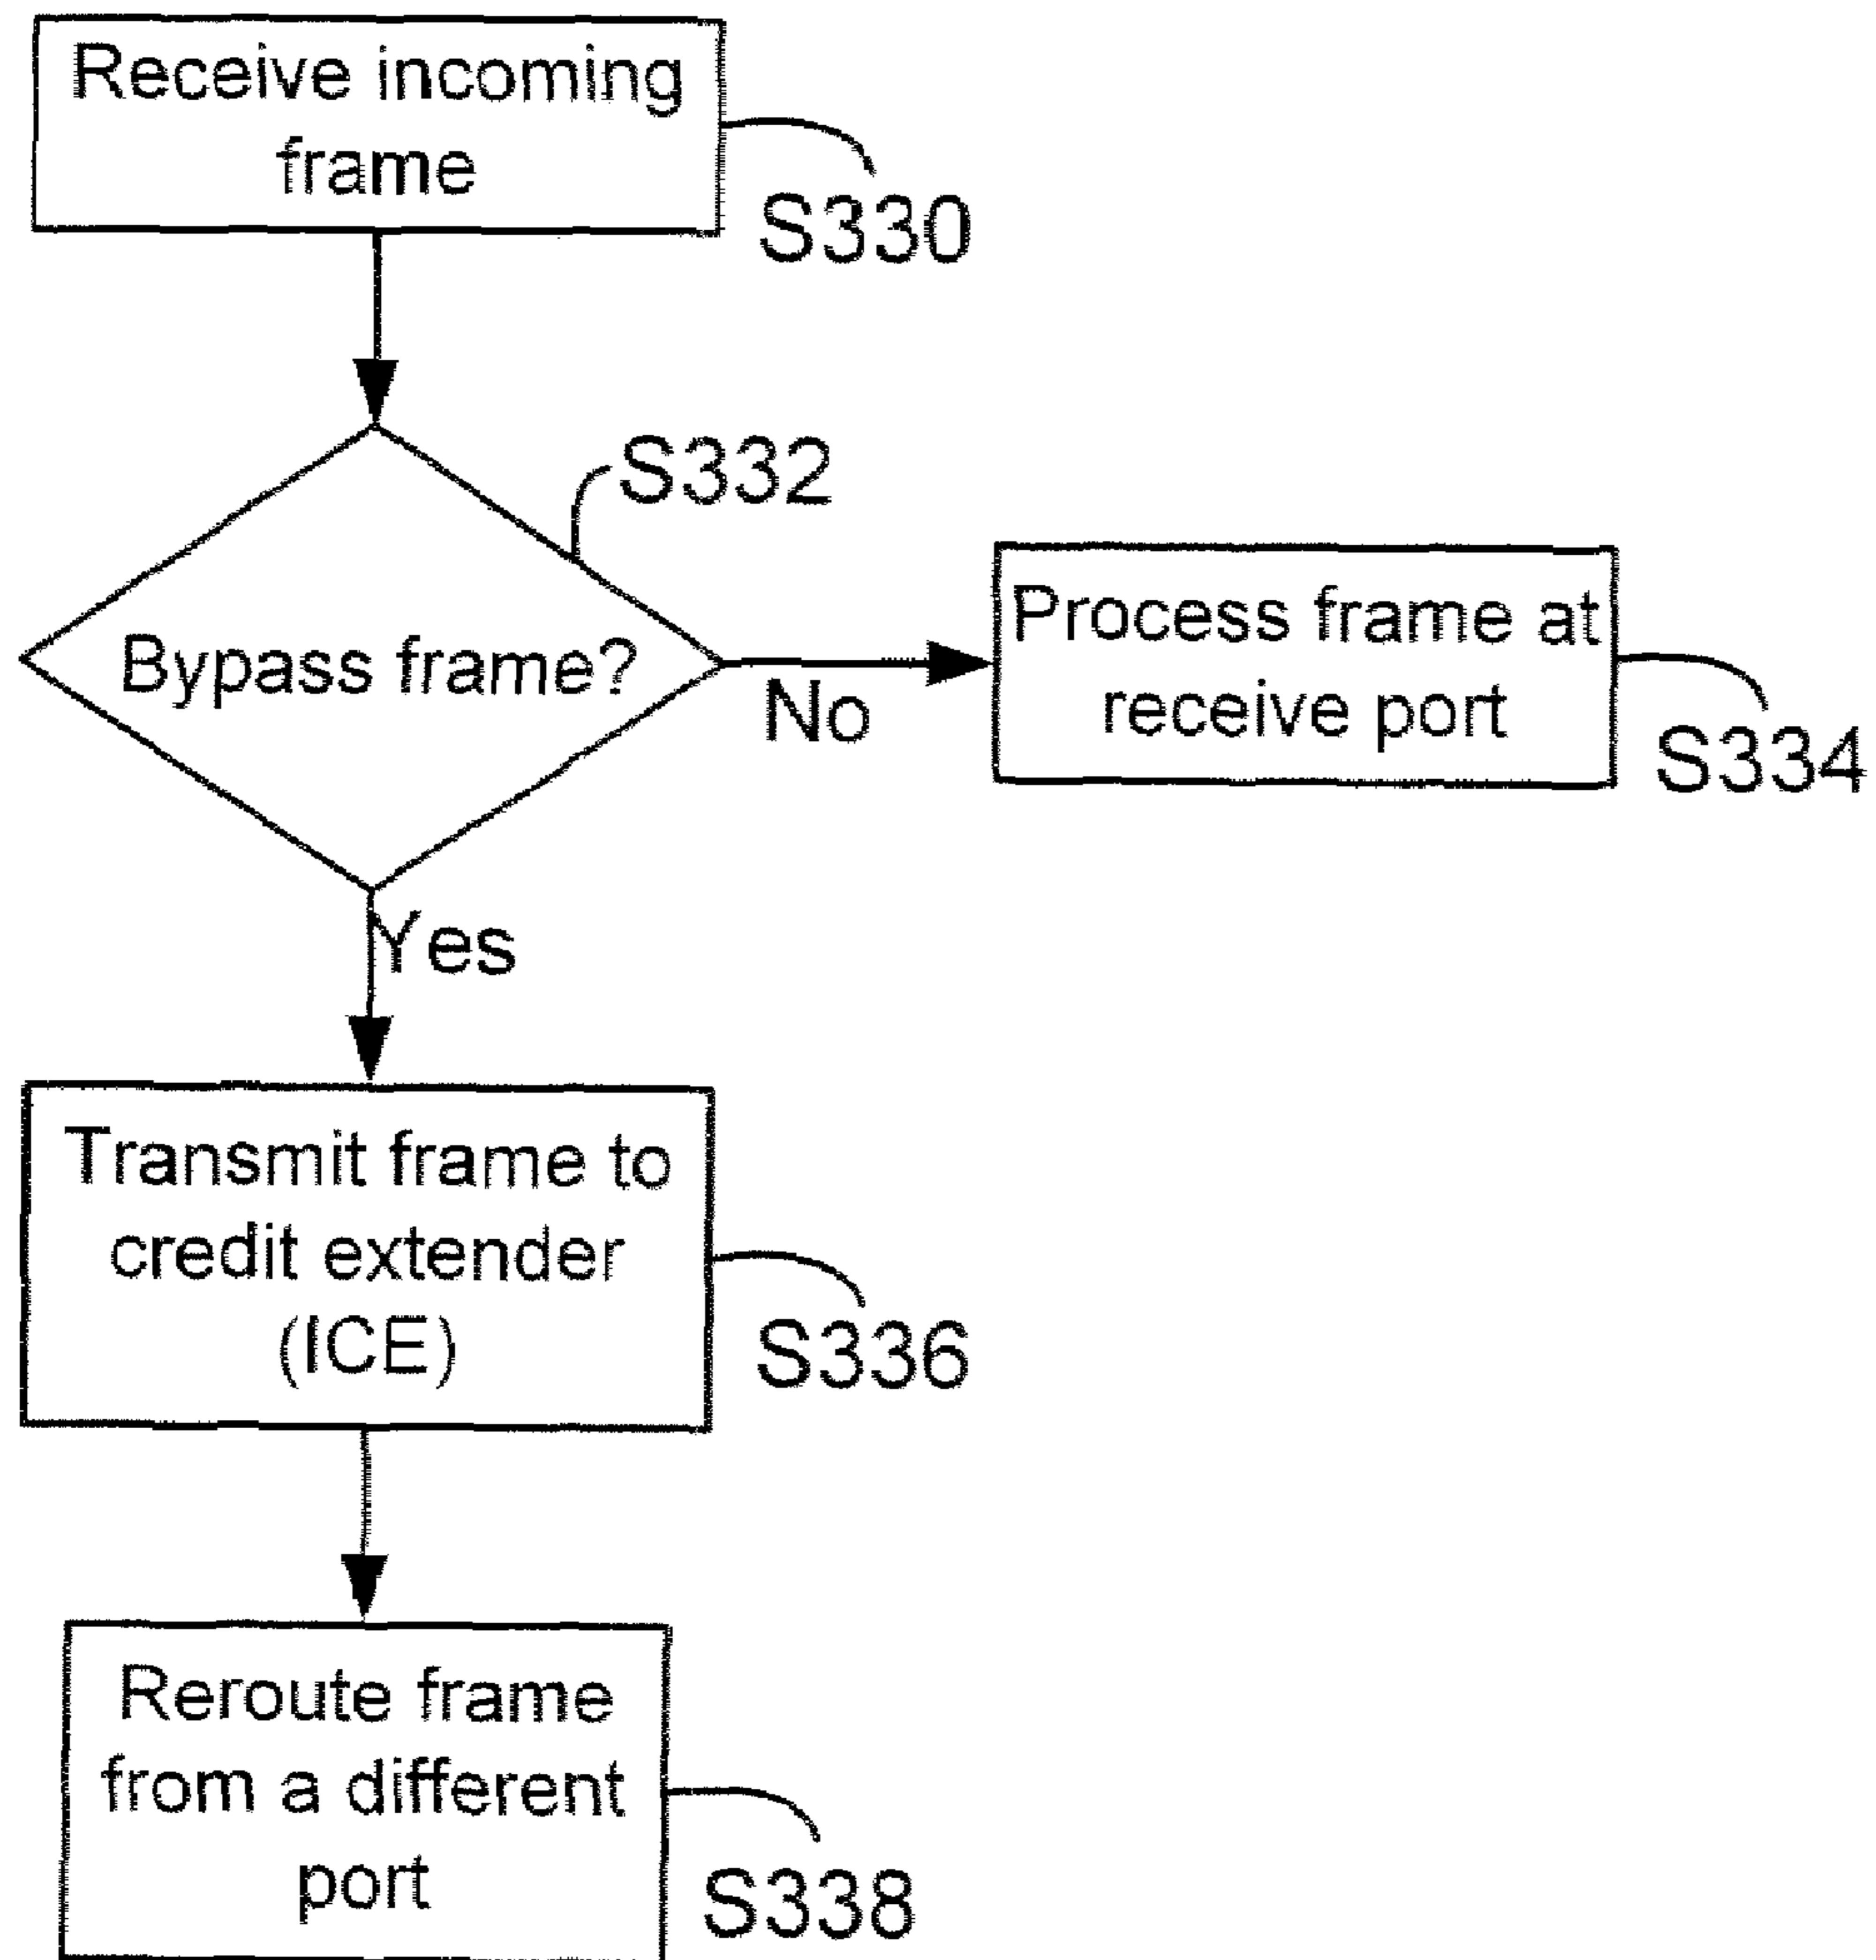 Receive incoming
frame
S330
S332
Bypass frame?
No
Process frame at
receive port
S334
Yes
Transmit frame to
credit extender
(ICE)
S336
Reroute frame
from a different
port
S338